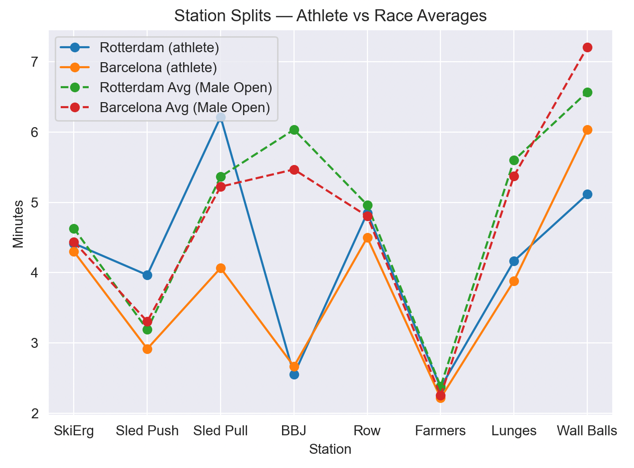 Station Splits — Athlete vs Race Averages
Rotterdam (athlete)
Barcelona (athlete)
Rotterdam Avg (Male Open)
Barcelona Avg (Male Open)
Minutes
7
6
5
4
3
2
SkiErg Sled Push Sled Pull BBJ Row Farmers Lunges Wall Balls
Station